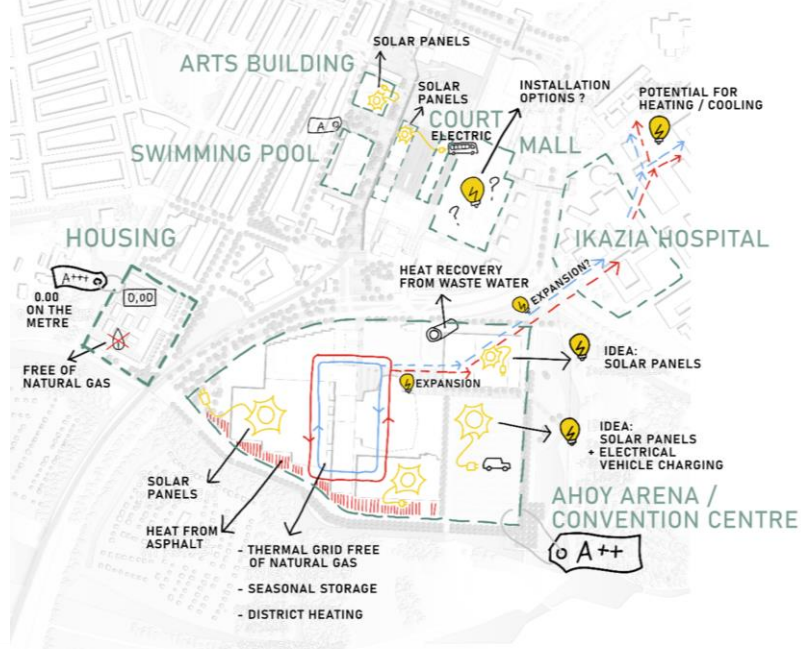 SOLAR PANELS
ARTS BUILDING
SOLAR
PANELS
INSTALLATION
OPTIONS ?
POTENTIAL FOR
HEATING / COOLING
A
COURT
ELECTRIC
MALL
SWIMMING POOL
? ?
HOUSING
IKAZIA HOSPITAL
A+++
0,00
0.00
ON THE
METRE
HEAT RECOVERY
FROM WASTE WATER
EXPANSION?
FREE OF
NATURAL GAS
IDEA:
SOLAR PANELS
EXPANSION
IDEA:
SOLAR PANELS
+ ELECTRICAL
VEHICLE CHARGING
SOLAR
PANELS
AHOY ARENA /
CONVENTION CENTRE
HEAT FROM
ASPHALT
- THERMAL GRID FREE
OF NATURAL GAS
- SEASONAL STORAGE
- DISTRICT HEATING
A++